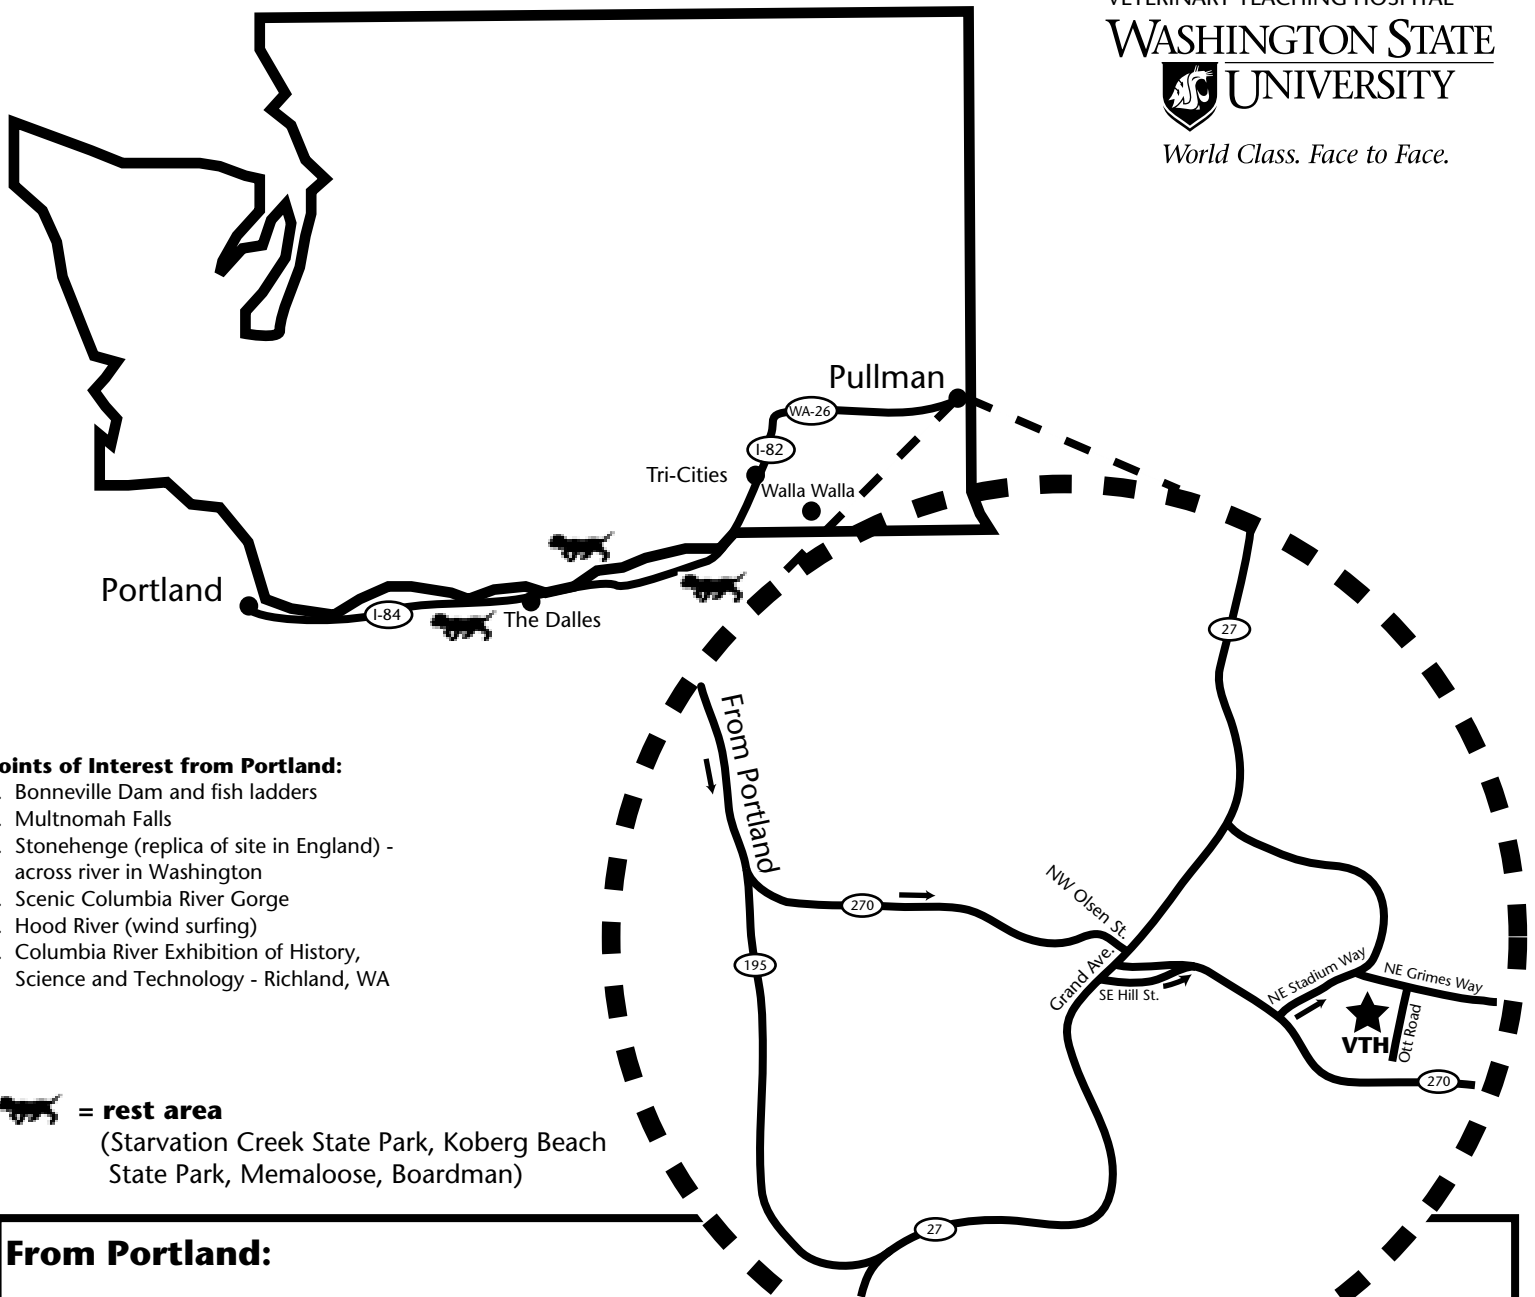 VETERINARY TEACHING HOSPITAL
WASHINGTON STATE
UNIVERSITY
World Class. Face to Face.
Pullman
WA-26
I-82
Tri-Cities
Walla Walla
Portland
I-84
The Dalles
27
From Portland
oints of Interest from Portland:
. Bonneville Dam and fish ladders
. Multnomah Falls
. Stonehenge (replica of site in England) -
across river in Washington
. Scenic Columbia River Gorge
. Hood River (wind surfing)
. Columbia River Exhibition of History,
Science and Technology - Richland, WA
270
NW Olsen St.
195
Grand Ave.
SE Hill St.
NE Stadium Way
NE Grimes Way
VTH
Ott Road
270
= rest area
(Starvation Creek State Park, Koberg Beach
State Park, Memaloose, Boardman)
27
From Portland: